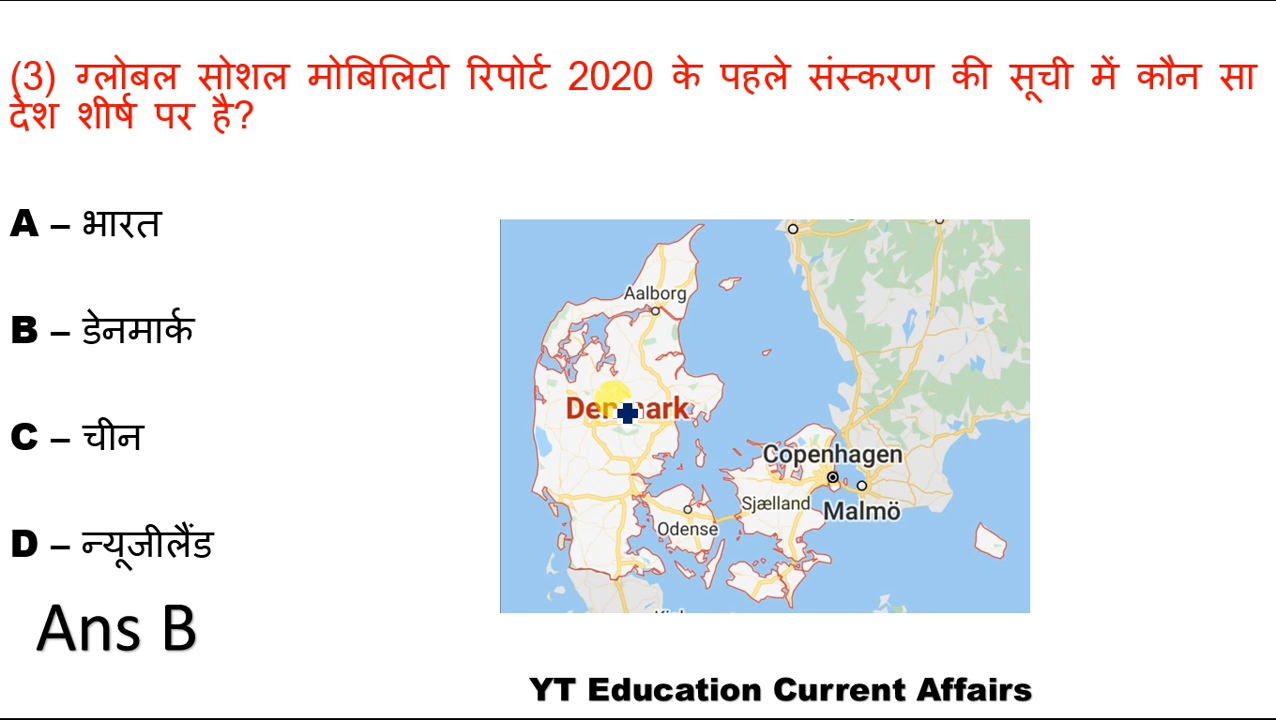 (3) ग्लोबल सोशल मोबिलिटी रिपोर्ट 2020 के पहले संस्करण की सूची में कौन सा
देश शीर्ष पर है?
A – भारत
B – डेनमार्क
C – चीन
D – न्यूजीलैंड
Ans B
Aalborg
Copenhagen
Sjælland
Malmö
Odense
YT Education Current Affairs